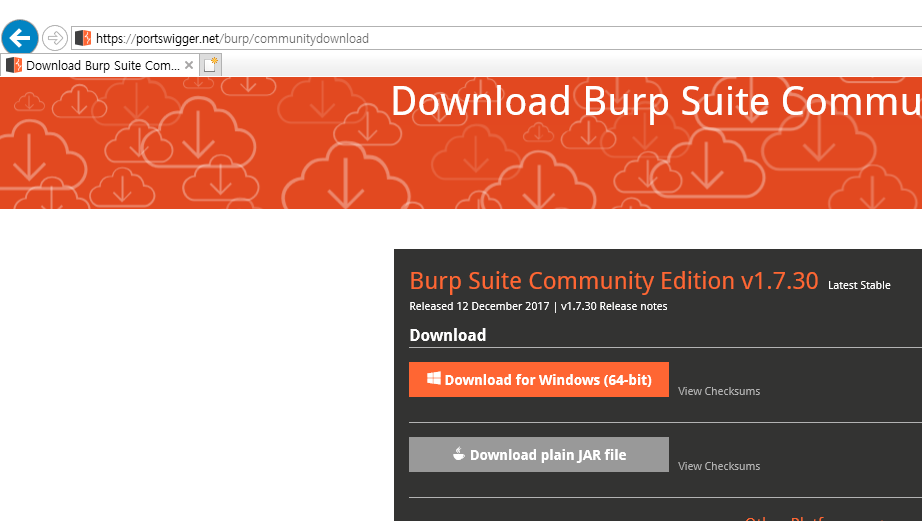 https://portswigger.net/burp/communitydownload
Download Burp Suite Com...
Download Burp Suite Commu
Burp Suite Community Edition v1.7.30 Latest Stable
Released 12 December 2017 | v1.7.30 Release notes
Download
Download for Windows (64-bit) View Checksums
Download plain JAR file View Checksums